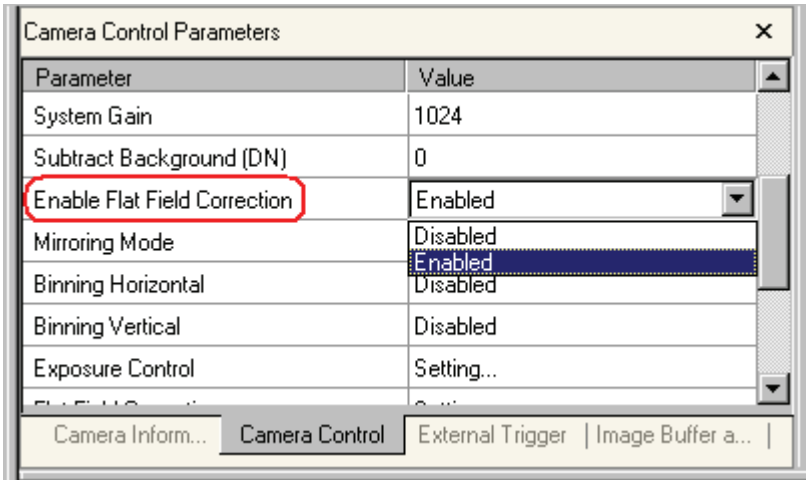 Camera Control Parameters
Parameter Value
System Gain 1024
Subtract Background (DN) 0
Enable Flat Field Correction Enabled
Disabled
Mirroring Mode
Enabled
Binning Horizontal Disabled
Binning Vertical Disabled
Exposure Control Setting...
Camera Inform... Camera Control External Trigger Image Buffer a...